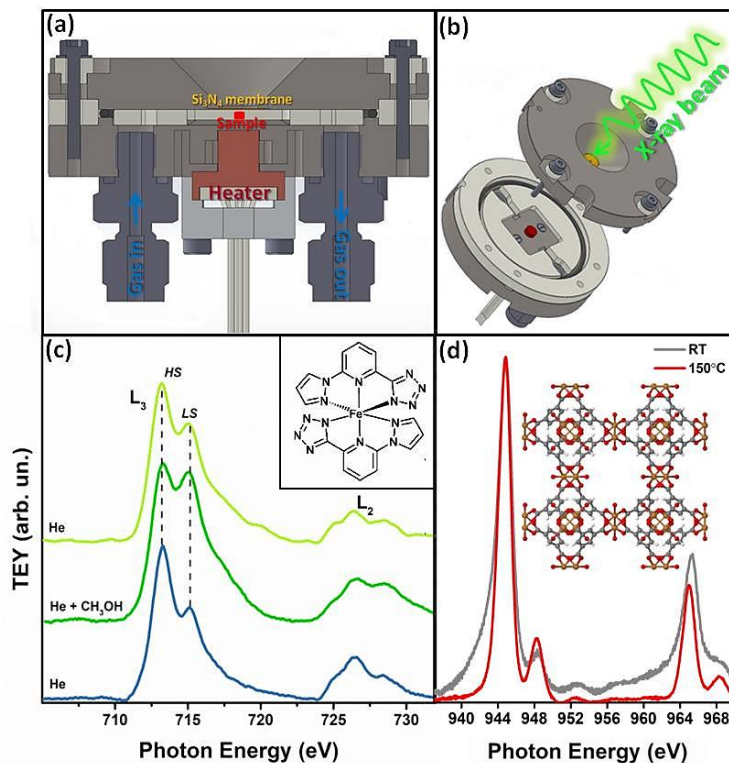 (a)
Si₃N₄ membrane
Sample
Heater
Gas in
Gas out
(b)
X-ray beam
(c)
HS
L₃
LS
L₂
He
He + CH₃OH
He
TEY (arb. un.)
710 715 720 725 730
Photon Energy (eV)
N
N
N
N
N
N
N
N
Fe
N
N
N
N
N
N
(d)
RT
150°C
940 944 948 952 956 960 964 968
Photon Energy (eV)